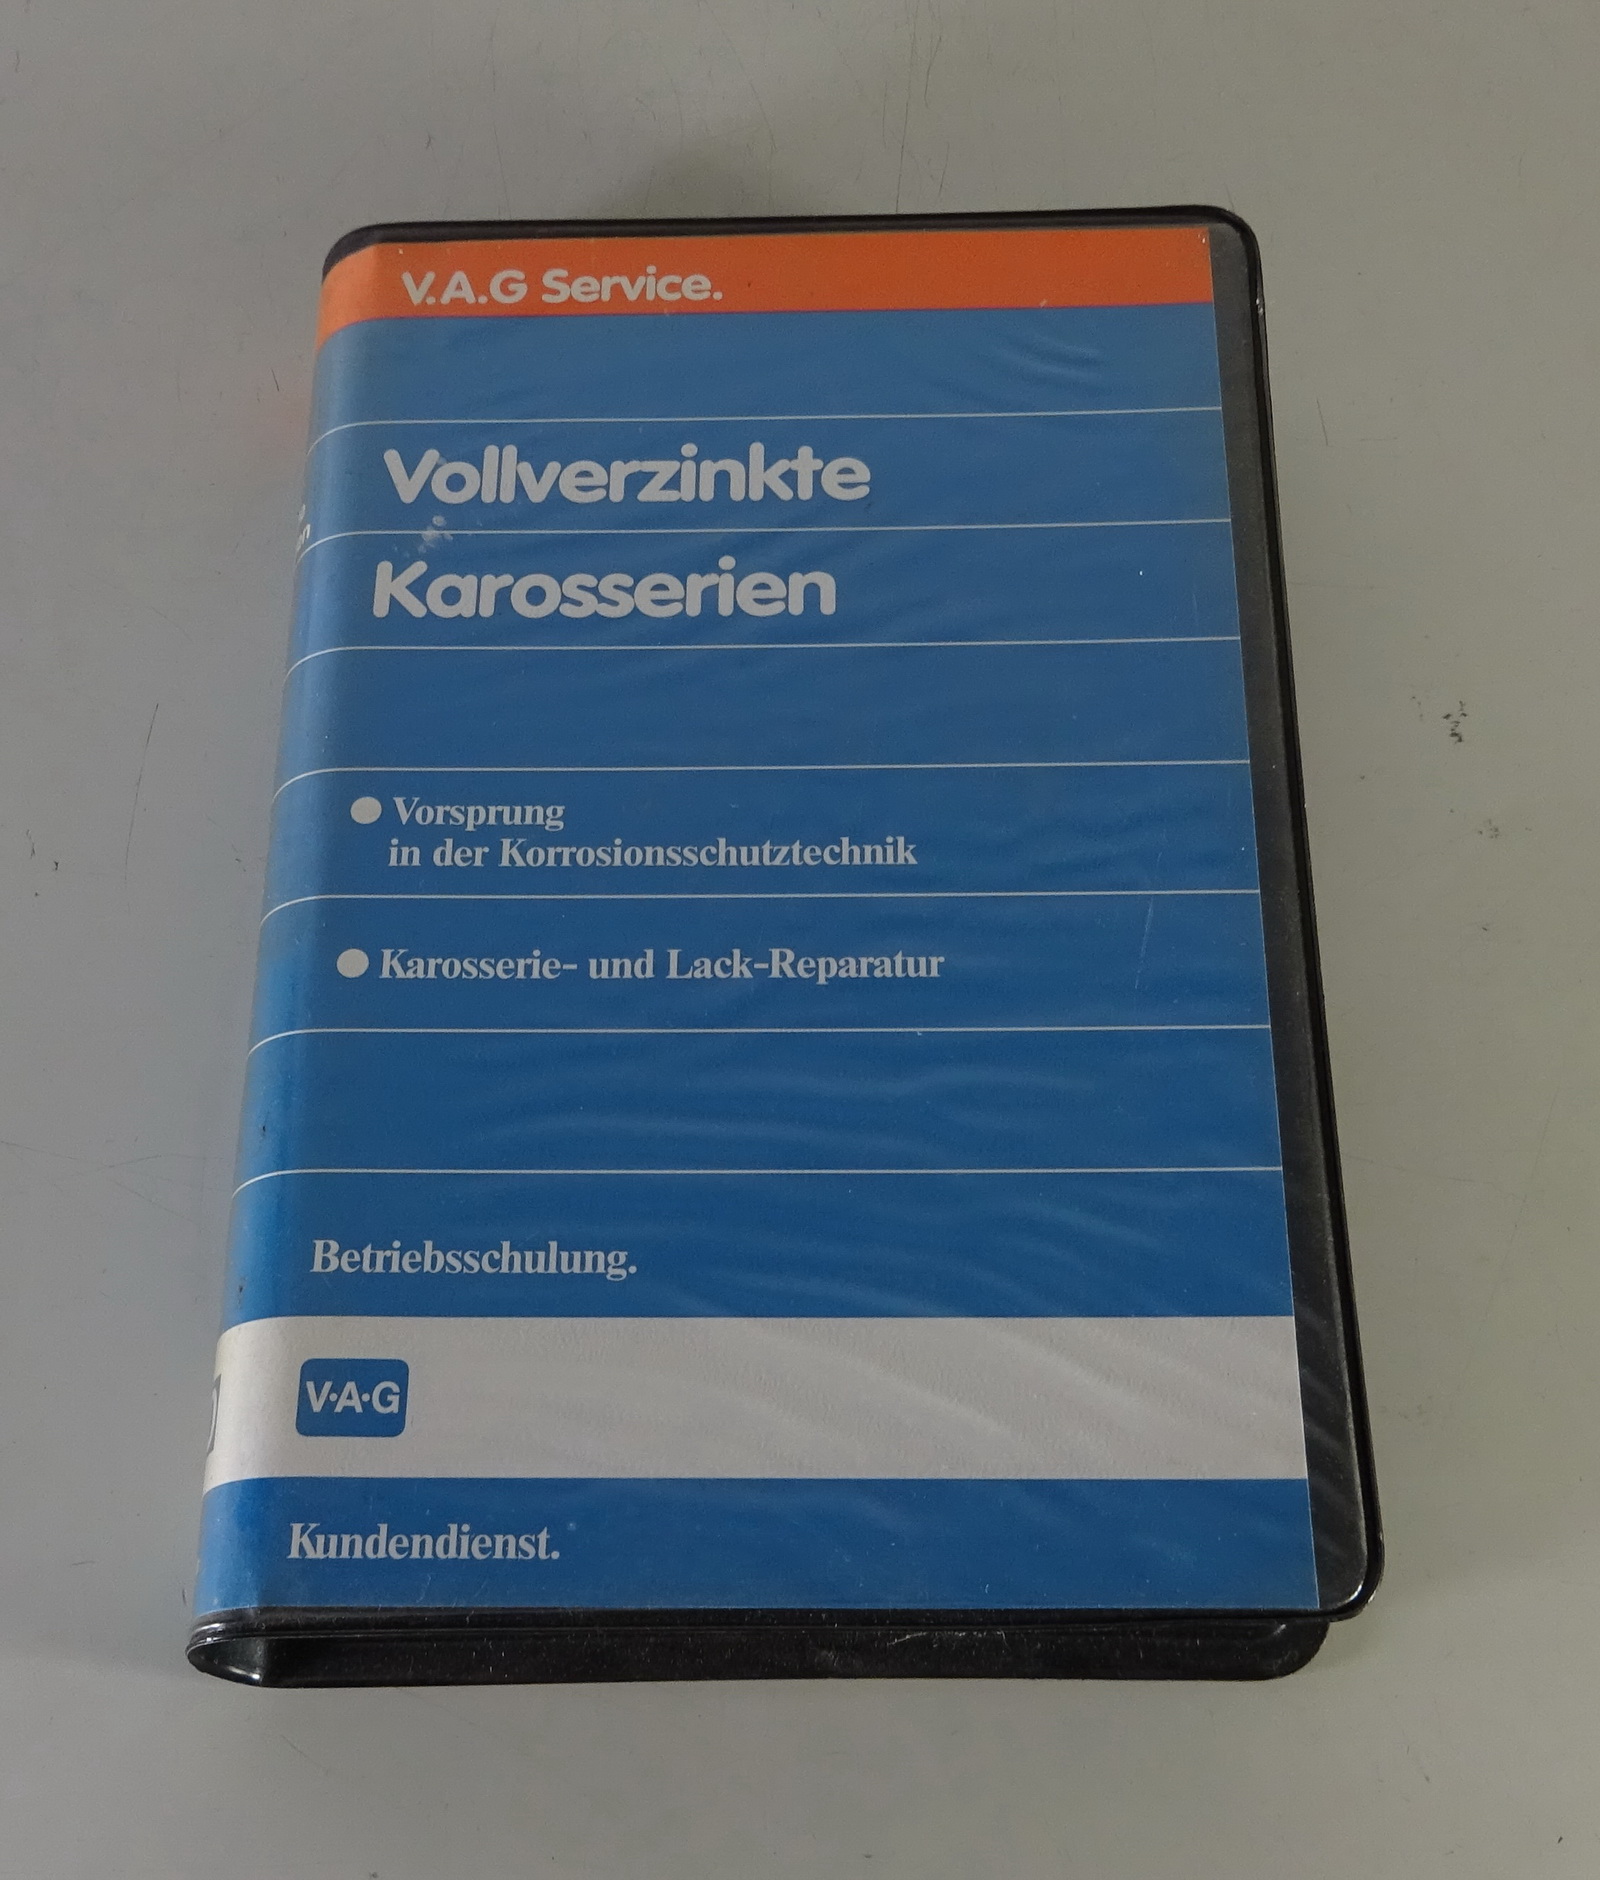 V.A.G Service.
Vollverzinkte
Karosserien
● Vorsprung
in der Korrosionsschutztechnik
● Karosserie- und Lack-Reparatur
Betriebsschulung.
V·A·G
Kundendienst.